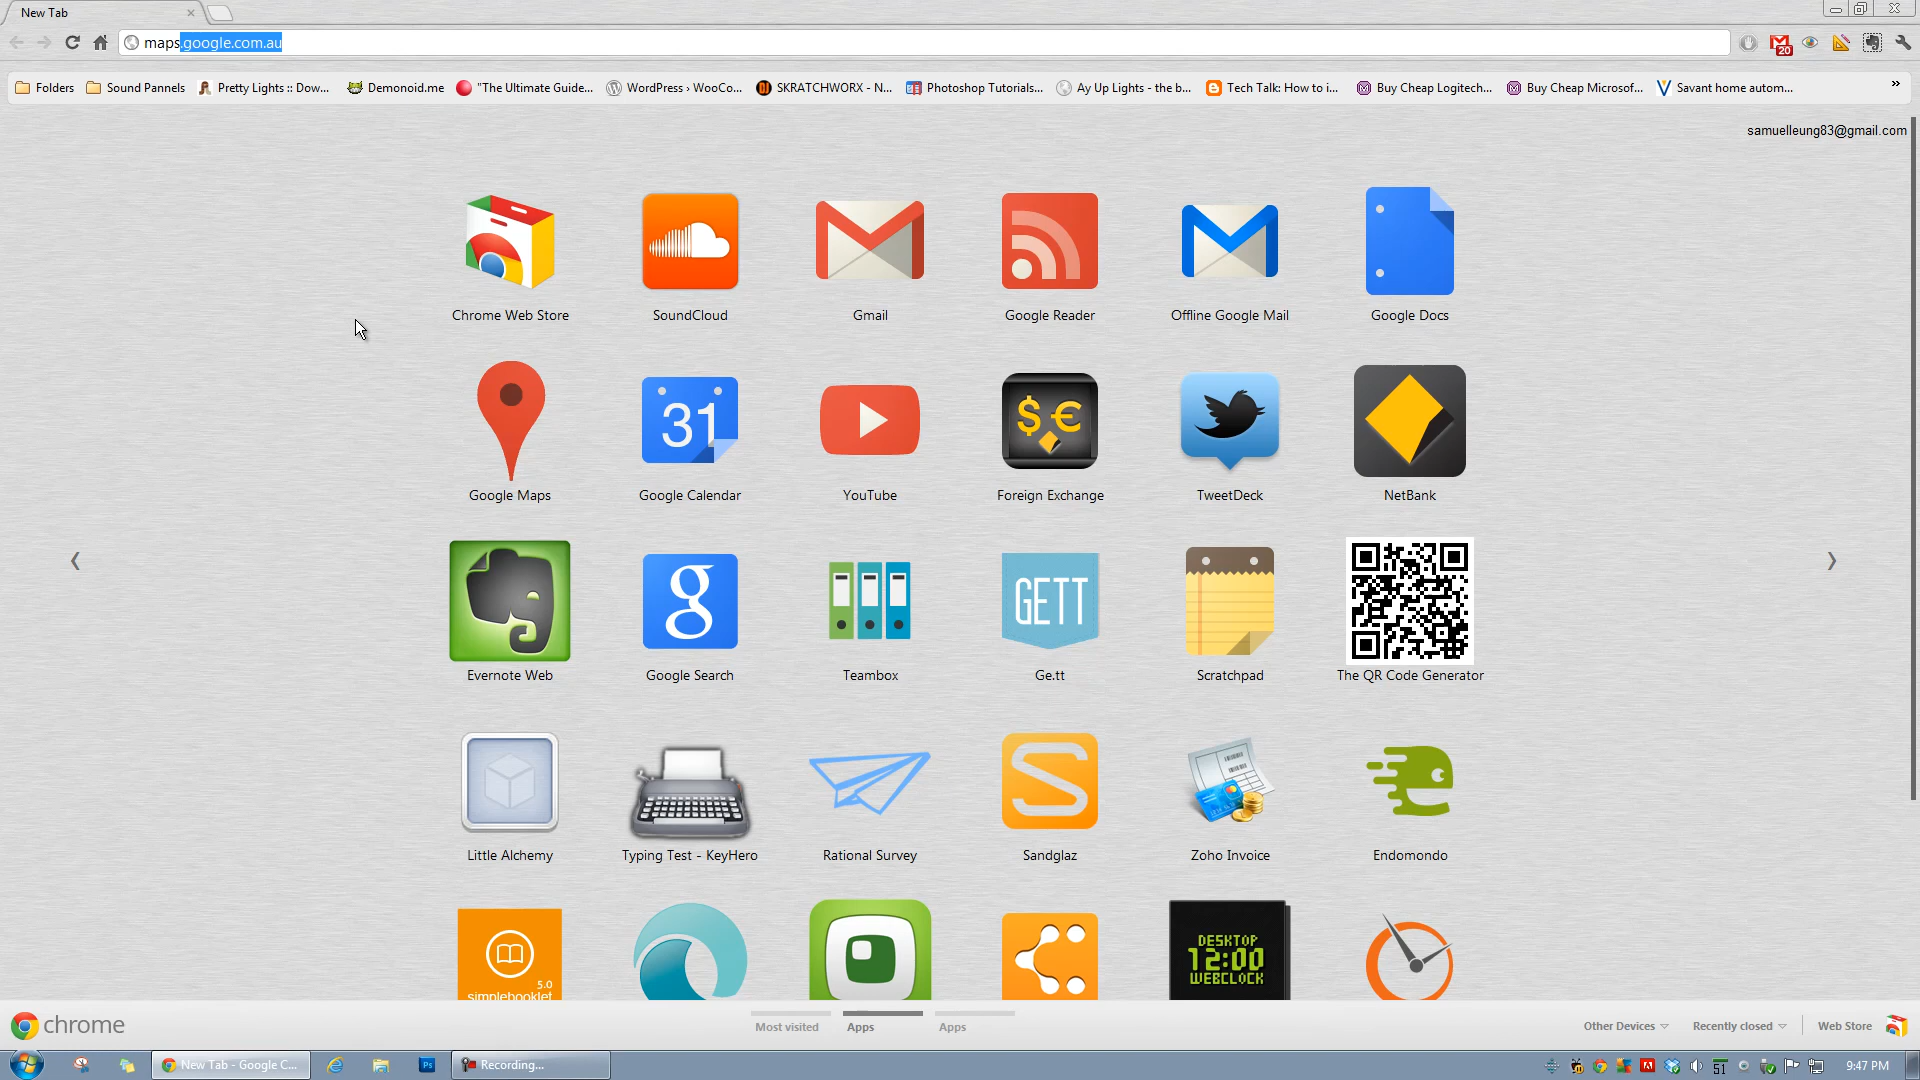 New Tab
maps.google.com.au
20
Folders
Sound Pannels
Pretty Lights :: Dow...
Demonoid.me
"The Ultimate Guide...
WordPress › WooCo...
SKRATCHWORX - N...
Photoshop Tutorials...
Ay Up Lights - the b...
Tech Talk: How to i...
Buy Cheap Logitech...
Buy Cheap Microsof...
Savant home autom...
»
samuelleung83@gmail.com
Chrome Web Store
SoundCloud
Gmail
Google Reader
Offline Google Mail
Google Docs
31
$ €
Google Maps
Google Calendar
YouTube
Foreign Exchange
TweetDeck
NetBank
g
GETT
Evernote Web
Google Search
Teambox
Ge.tt
Scratchpad
The QR Code Generator
S
Little Alchemy
Typing Test - KeyHero
Rational Survey
Sandglaz
Zoho Invoice
Endomondo
5.0
simplebooklet
DESKTOP
12:00
WEBCLOCK
chrome
Most visited
Apps
Apps
Other Devices
Recently closed
Web Store
New Tab - Google C...
Ps
Recording...
51
9:47 PM